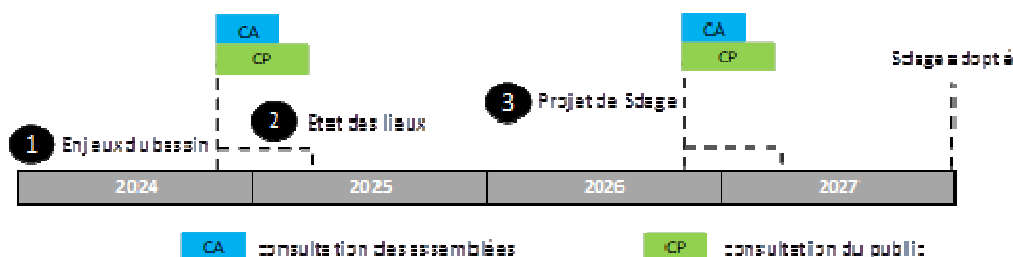 CA
CP
CA
CP
Sdage adopté
3 Projet de Sdage
2 Etat des lieux
1 Enjeux du bassin
2024 2025 2026 2027
CA consultation des assemblées
CP consultation du public